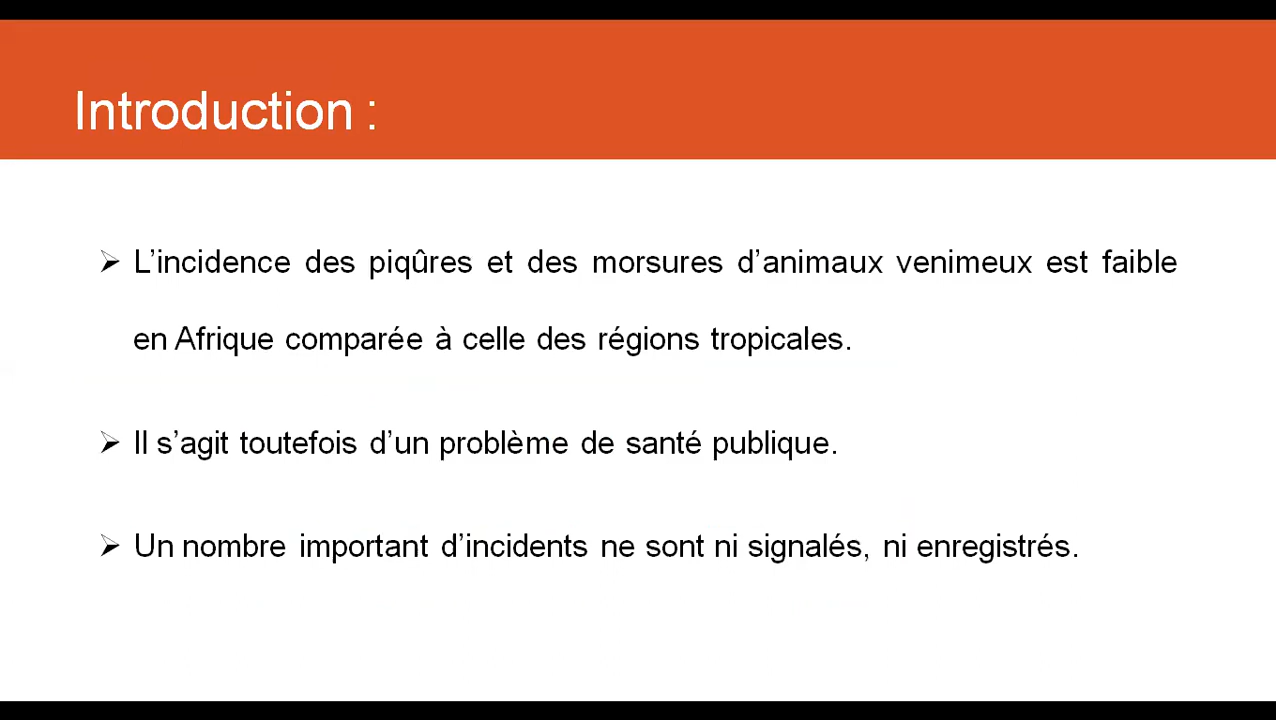 Introduction :
➢ L’incidence des piqûres et des morsures d’animaux venimeux est faible
en Afrique comparée à celle des régions tropicales.
➢ Il s’agit toutefois d’un problème de santé publique.
➢ Un nombre important d’incidents ne sont ni signalés, ni enregistrés.